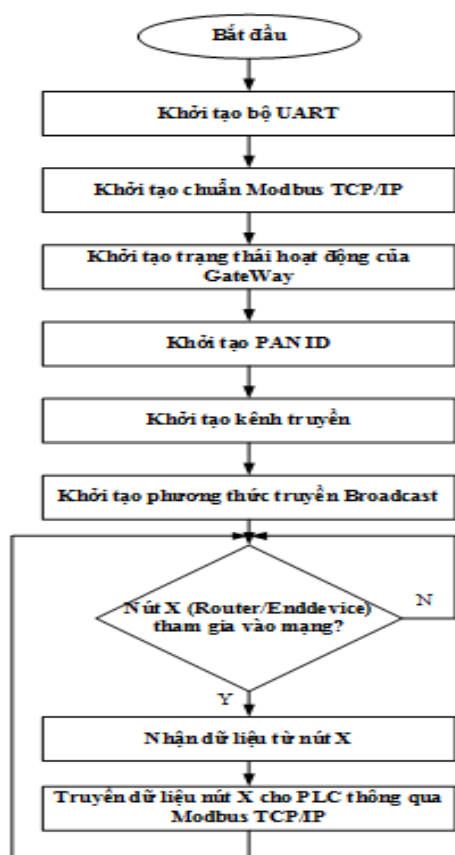 Bắt đầu
Khởi tạo bộ UART
Khởi tạo chuẩn Modbus TCP/IP
Khởi tạo trạng thái hoạt động của
GateWay
Khởi tạo PAN ID
Khởi tạo kênh truyền
Khởi tạo phương thức truyền Broadcast
Nút X (Router/Enddevice)
tham gia vào mạng?
N
Y
Nhận dữ liệu từ nút X
Truyền dữ liệu nút X cho PLC thông qua
Modbus TCP/IP